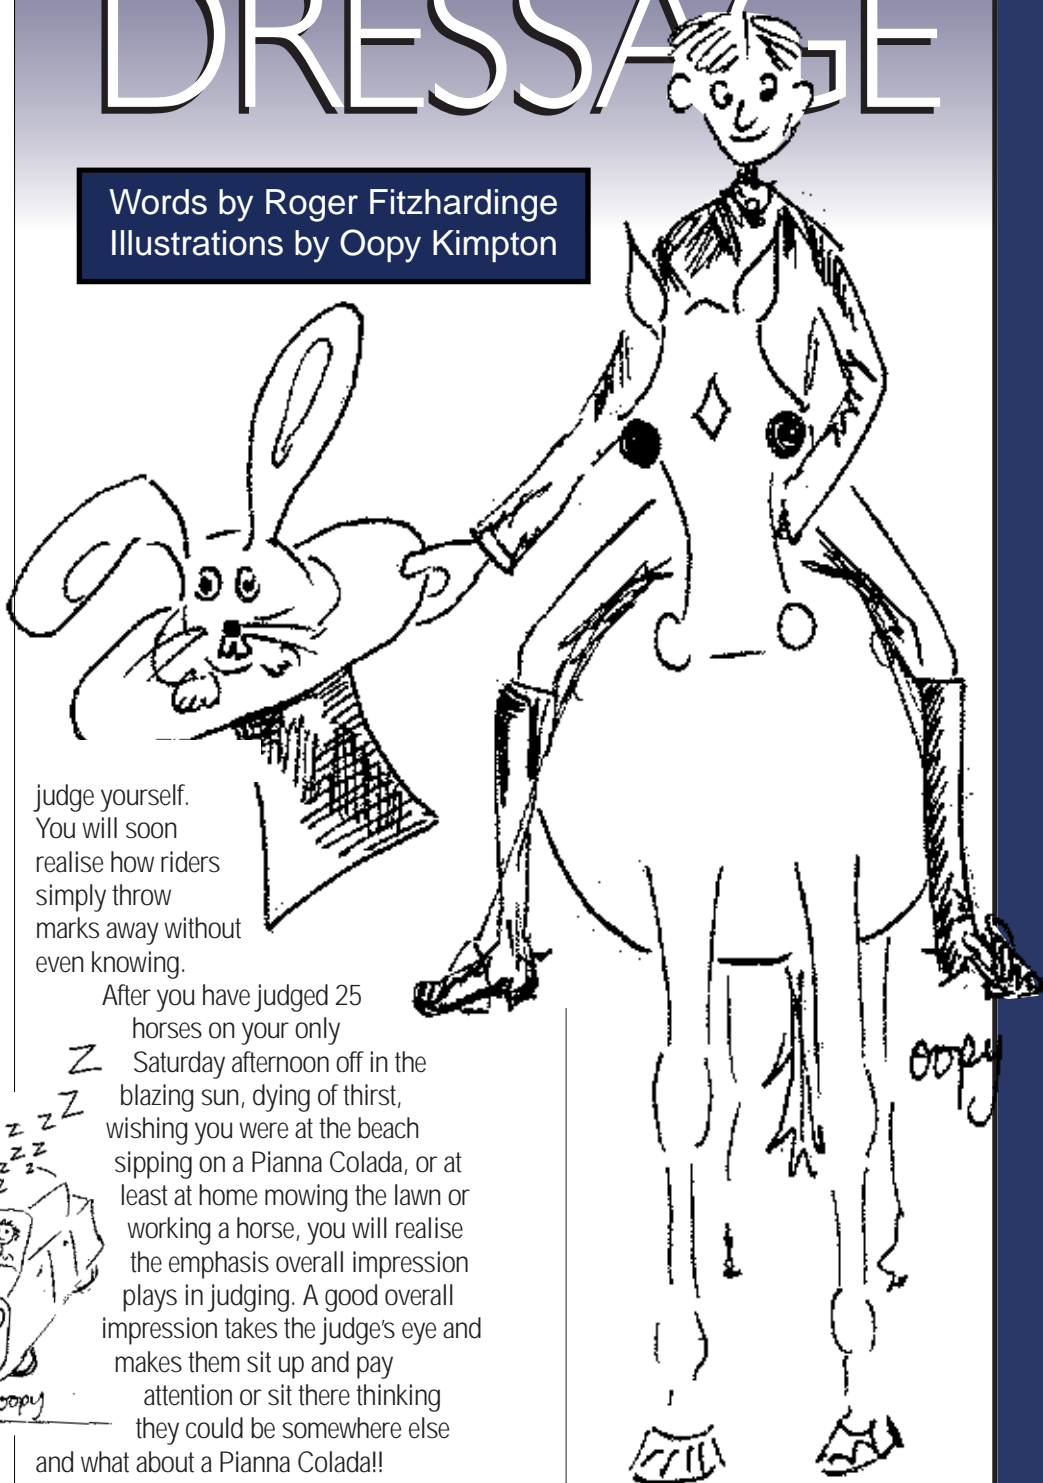 DRESSAGE
Words by Roger Fitzhardinge
Illustrations by Oopy Kimpton
judge yourself.
You will soon
realise how riders
simply throw
marks away without
even knowing.
After you have judged 25
horses on your only
Saturday afternoon off in the
blazing sun, dying of thirst,
wishing you were at the beach
sipping on a Pianna Colada, or at
least at home mowing the lawn or
working a horse, you will realise
the emphasis overall impression
plays in judging. A good overall
impression takes the judge's eye and
makes them sit up and pay
attention or sit there thinking
they could be somewhere else
and what about a Pianna Colada!!
Z
Z
Z
Z
Z
Z
Z
Z
Z
oopy
oopy